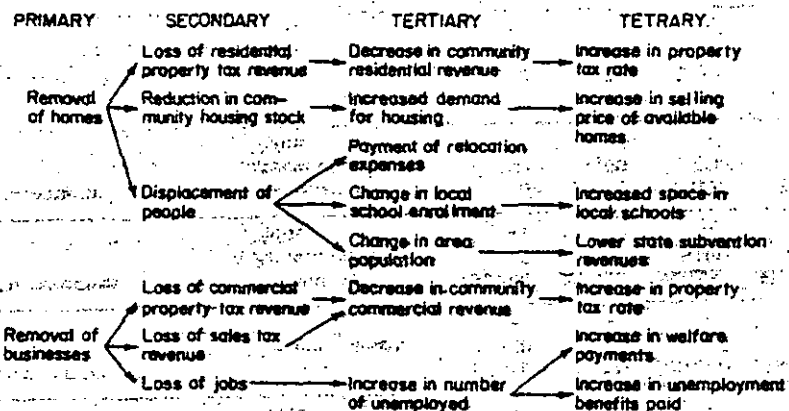 PRIMARY SECONDARY TERTIARY TETRARY
Loss of residential
property tax revenue
Decrease in community
residential revenue
Increase in property
tax rate
Removal
of homes
Reduction in com-
munity housing stock
Increased demand
for housing
Increase in selling
price of available
homes
Payment of relocation
expenses
Displacement of
people
Change in local
school enrollment
Increased space in
local schools
Change in area
population
Lower state subvention
revenues
Loss of commercial
property tax revenue
Decrease in community
commercial revenue
Increase in property
tax rate
Removal of
businesses
Loss of sales tax
revenue
Increase in welfare
payments
Loss of jobs
Increase in number
of unemployed
Increase in unemployment
benefits paid